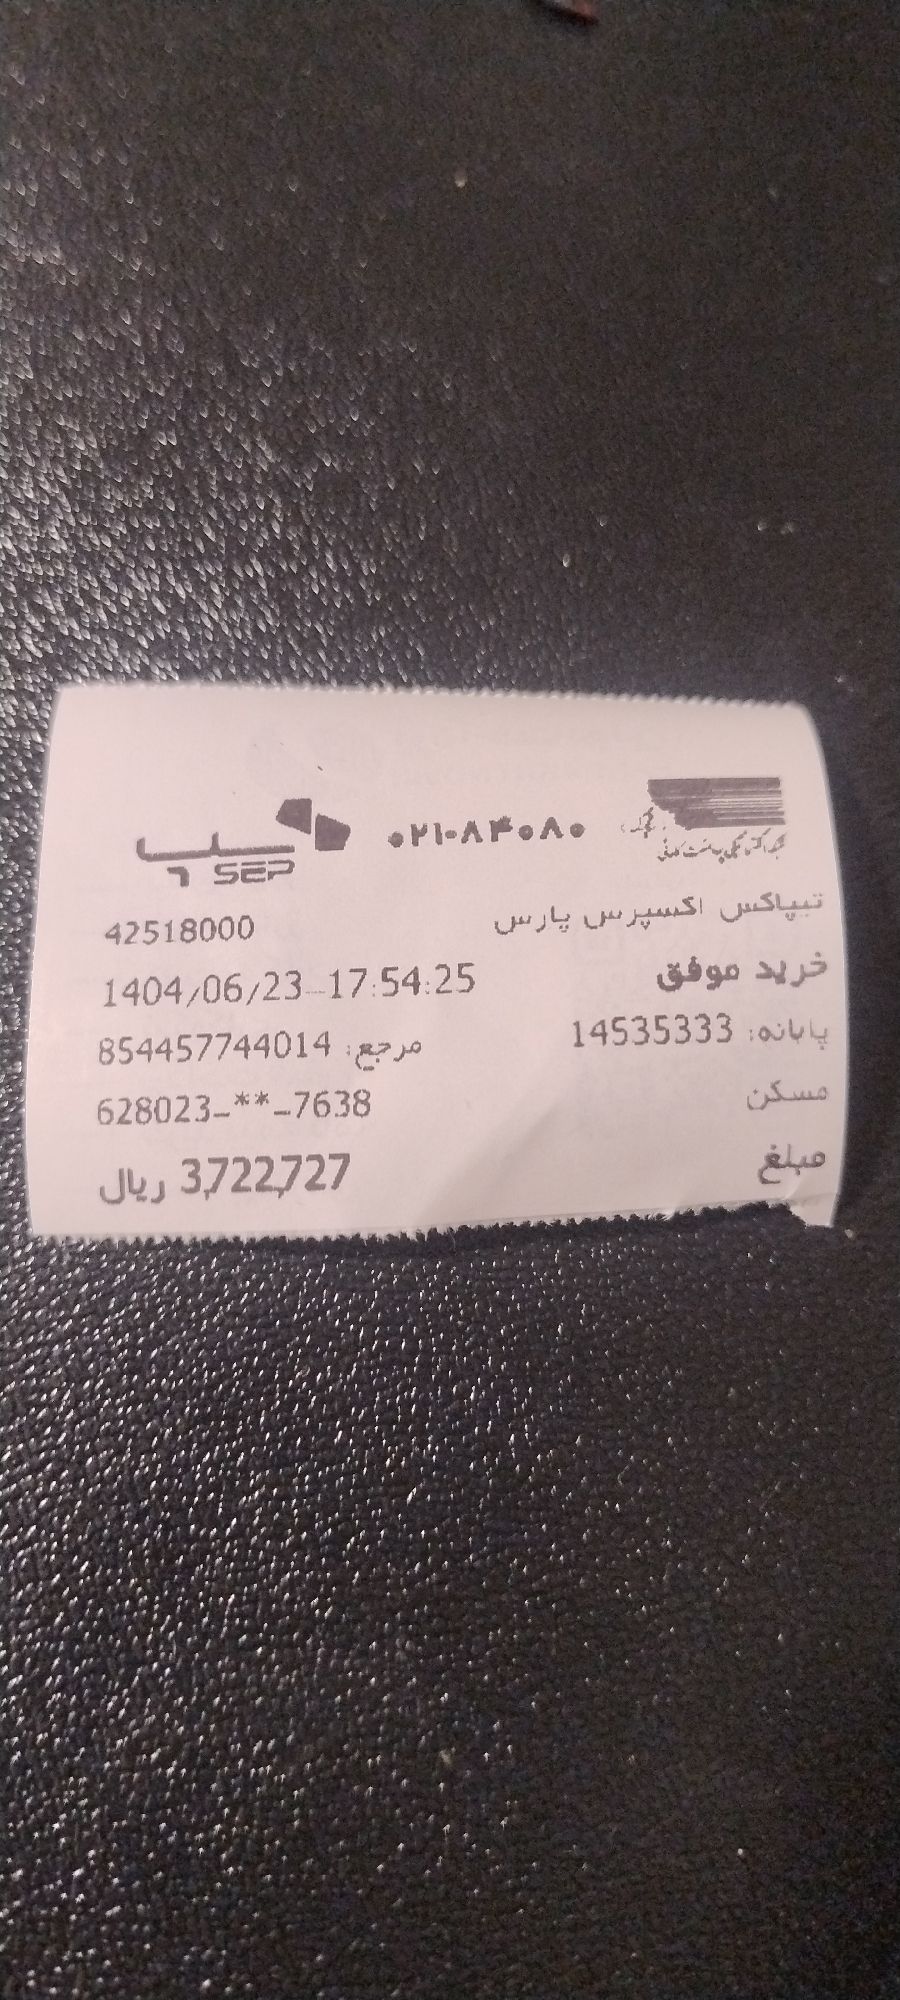 ۰۲۱-۸۴۰۸۰
سپ
SEP
تیپاکس اکسپرس پارس 42518000
خرید موفق 1404/06/23-17:54:25
پایانه: 14535333 مرجع: 854457744014
مسکن 628023-**-7638
مبلغ 3,722,727 ریال